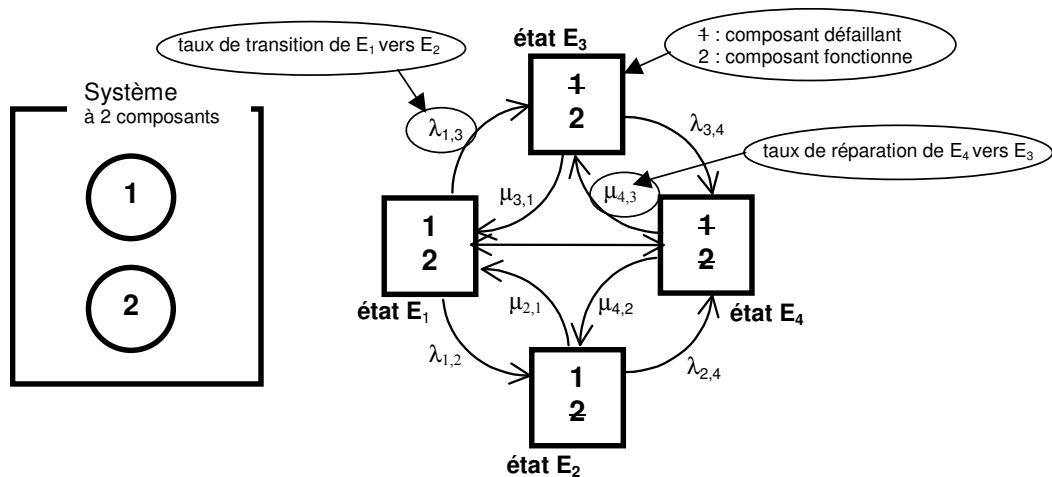 taux de transition de E₁ vers E₂
état E₃
1 : composant défaillant
2 : composant fonctionne
Système
à 2 composants
1
2
λ₁,₃
1
2
λ₃,₄
taux de réparation de E₄ vers E₃
μ₃,₁
μ₄,₃
1
2
1
2
état E₁
μ₂,₁
μ₄,₂
état E₄
λ₁,₂
1
2
λ₂,₄
état E₂